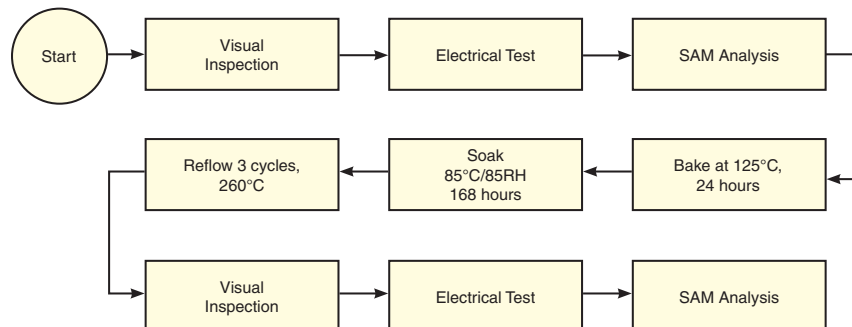 Start
Visual
Inspection
Electrical Test
SAM Analysis
Bake at 125°C,
24 hours
Soak
85°C/85RH
168 hours
Reflow 3 cycles,
260°C
Visual
Inspection
Electrical Test
SAM Analysis